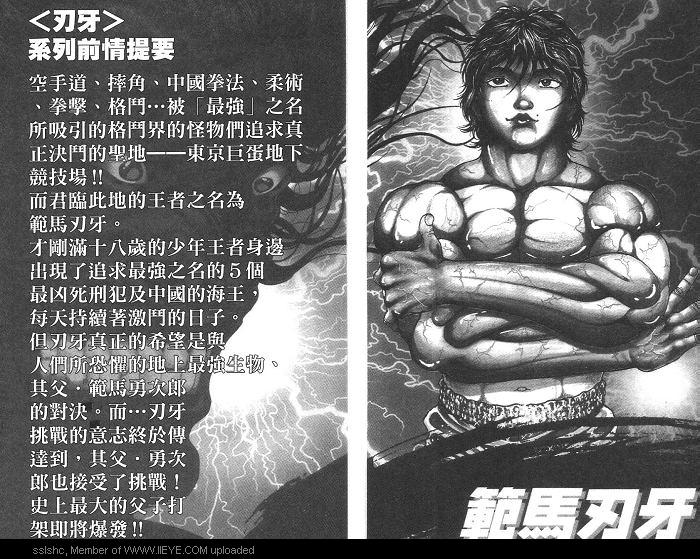 ＜刃牙＞
系列前情提要
空手道、摔角、中國拳法、柔術
、拳擊、格鬥…被「最強」之名
所吸引的格鬥界的怪物們追求真
正決鬥的聖地——東京巨蛋地下
競技場!!
而君臨此地的王者之名為
範馬刃牙。
才剛滿十八歲的少年王者身邊
出現了追求最強之名的５個
最凶死刑犯及中國的海王，
每天持續著激鬥的日子。
但刃牙真正的希望是與
人們所恐懼的地上最強生物、
其父·範馬勇次郎
的對決。而…刃牙
挑戰的意志終於傳
達到，其父·勇次
郎也接受了挑戰！
史上最大的父子打
架即將爆發!!
範馬刃牙
sslshc, Member of WWW.IIEYE.COM uploaded